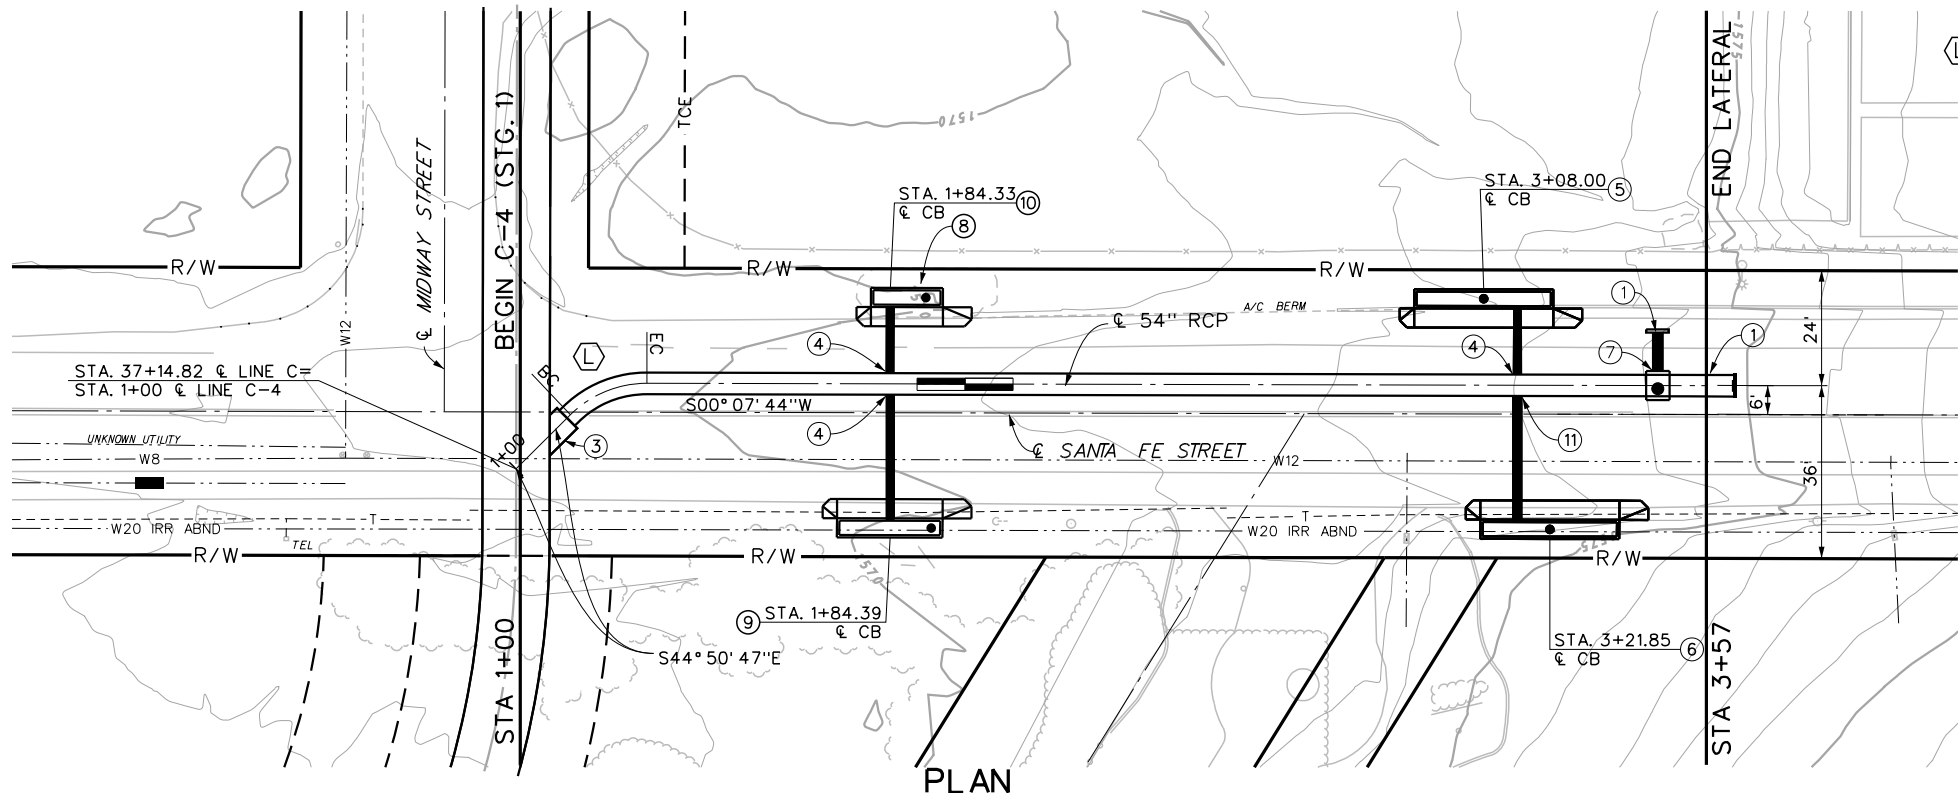 1570
1575
L
TCE
END LATERAL
BEGIN C-4 (STG. 1)
℄ MIDWAY STREET
STA. 1+84.33 10
℄ CB
8
STA. 3+08.00 5
℄ CB
R/W
R/W
R/W
W12
EC
BC
L
A/C BERM
℄ 54" RCP
1
1
4
4
7
24'
6'
STA. 37+14.82 ℄ LINE C=
STA. 1+00 ℄ LINE C-4
S00° 07' 44"W
UNKNOWN UTILITY
W8
1+00
3
4
11
℄ SANTA FE STREET
W12
36'
T
T
W20 IRR ABND
TEL
W20 IRR ABND
R/W
R/W
R/W
1575
1570
9 STA. 1+84.39
℄ CB
S44° 50' 47"E
STA. 3+21.85 6
℄ CB
STA 1+00
STA 3+57
PLAN